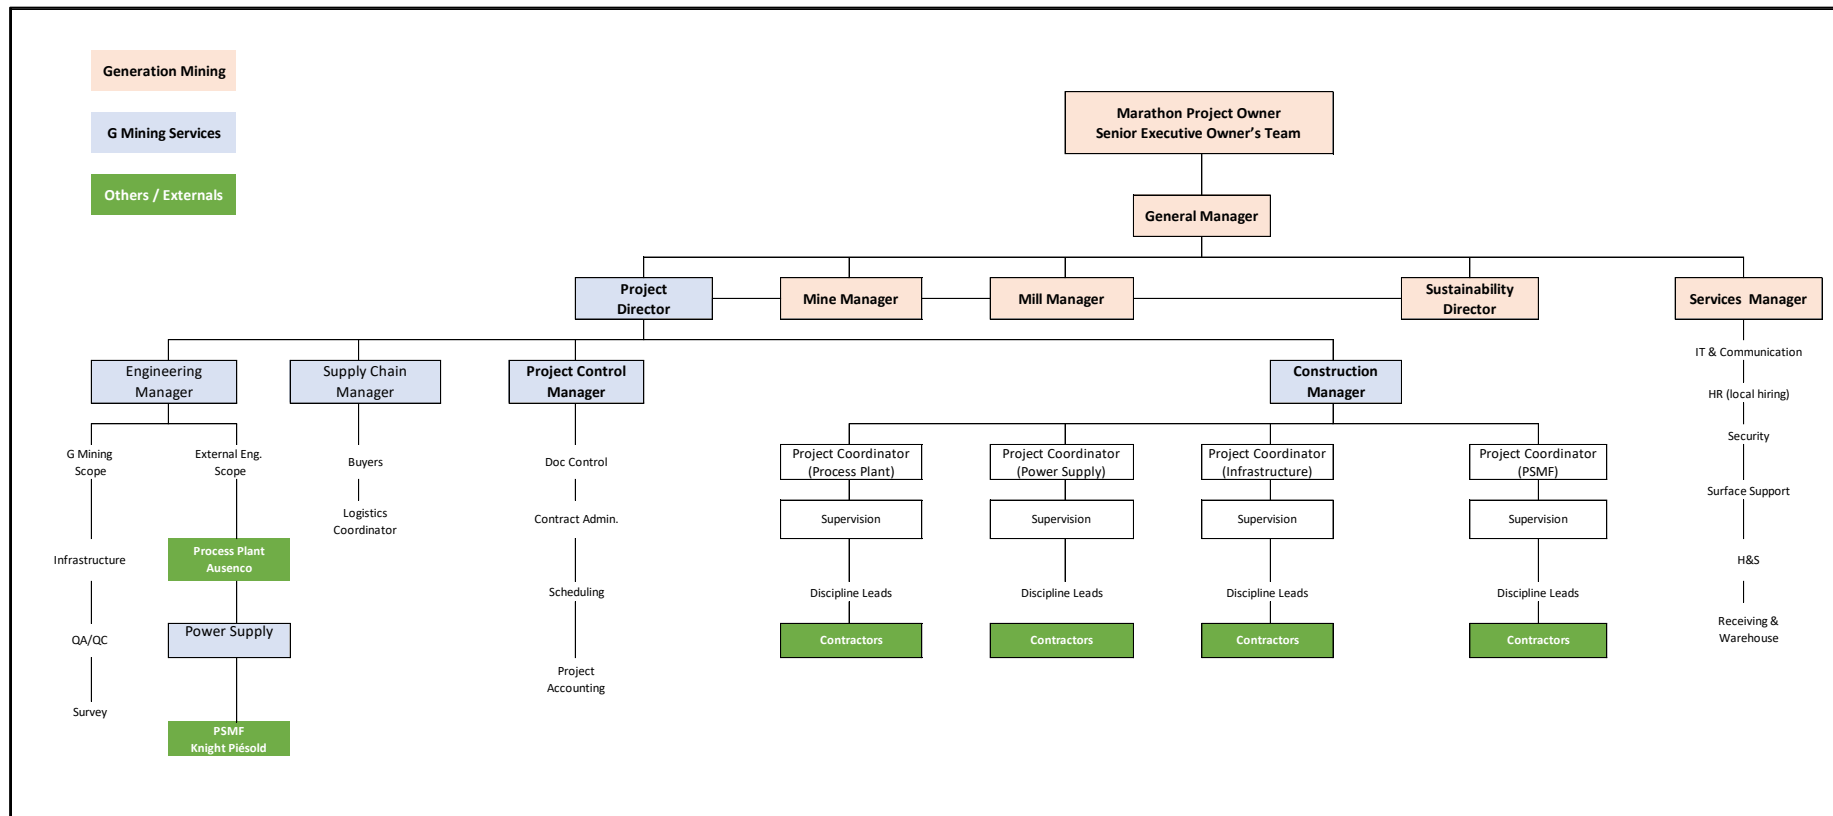 Generation Mining
G Mining Services
Others / Externals
Marathon Project Owner
Senior Executive Owner’s Team
General Manager
Project
Director
Mine Manager
Mill Manager
Sustainability
Director
Services Manager
Engineering
Manager
Supply Chain
Manager
Project Control
Manager
Construction
Manager
G Mining
Scope
Infrastructure
QA/QC
Survey
External Eng.
Scope
Process Plant
Ausenco
Power Supply
PSMF
Knight Piésold
Buyers
Logistics
Coordinator
Doc Control
Contract Admin.
Scheduling
Project
Accounting
Project Coordinator
(Process Plant)
Supervision
Discipline Leads
Contractors
Project Coordinator
(Power Supply)
Supervision
Discipline Leads
Contractors
Project Coordinator
(Infrastructure)
Supervision
Discipline Leads
Contractors
Project Coordinator
(PSMF)
Supervision
Discipline Leads
Contractors
IT & Communication
HR (local hiring)
Security
Surface Support
H&S
Receiving &
Warehouse